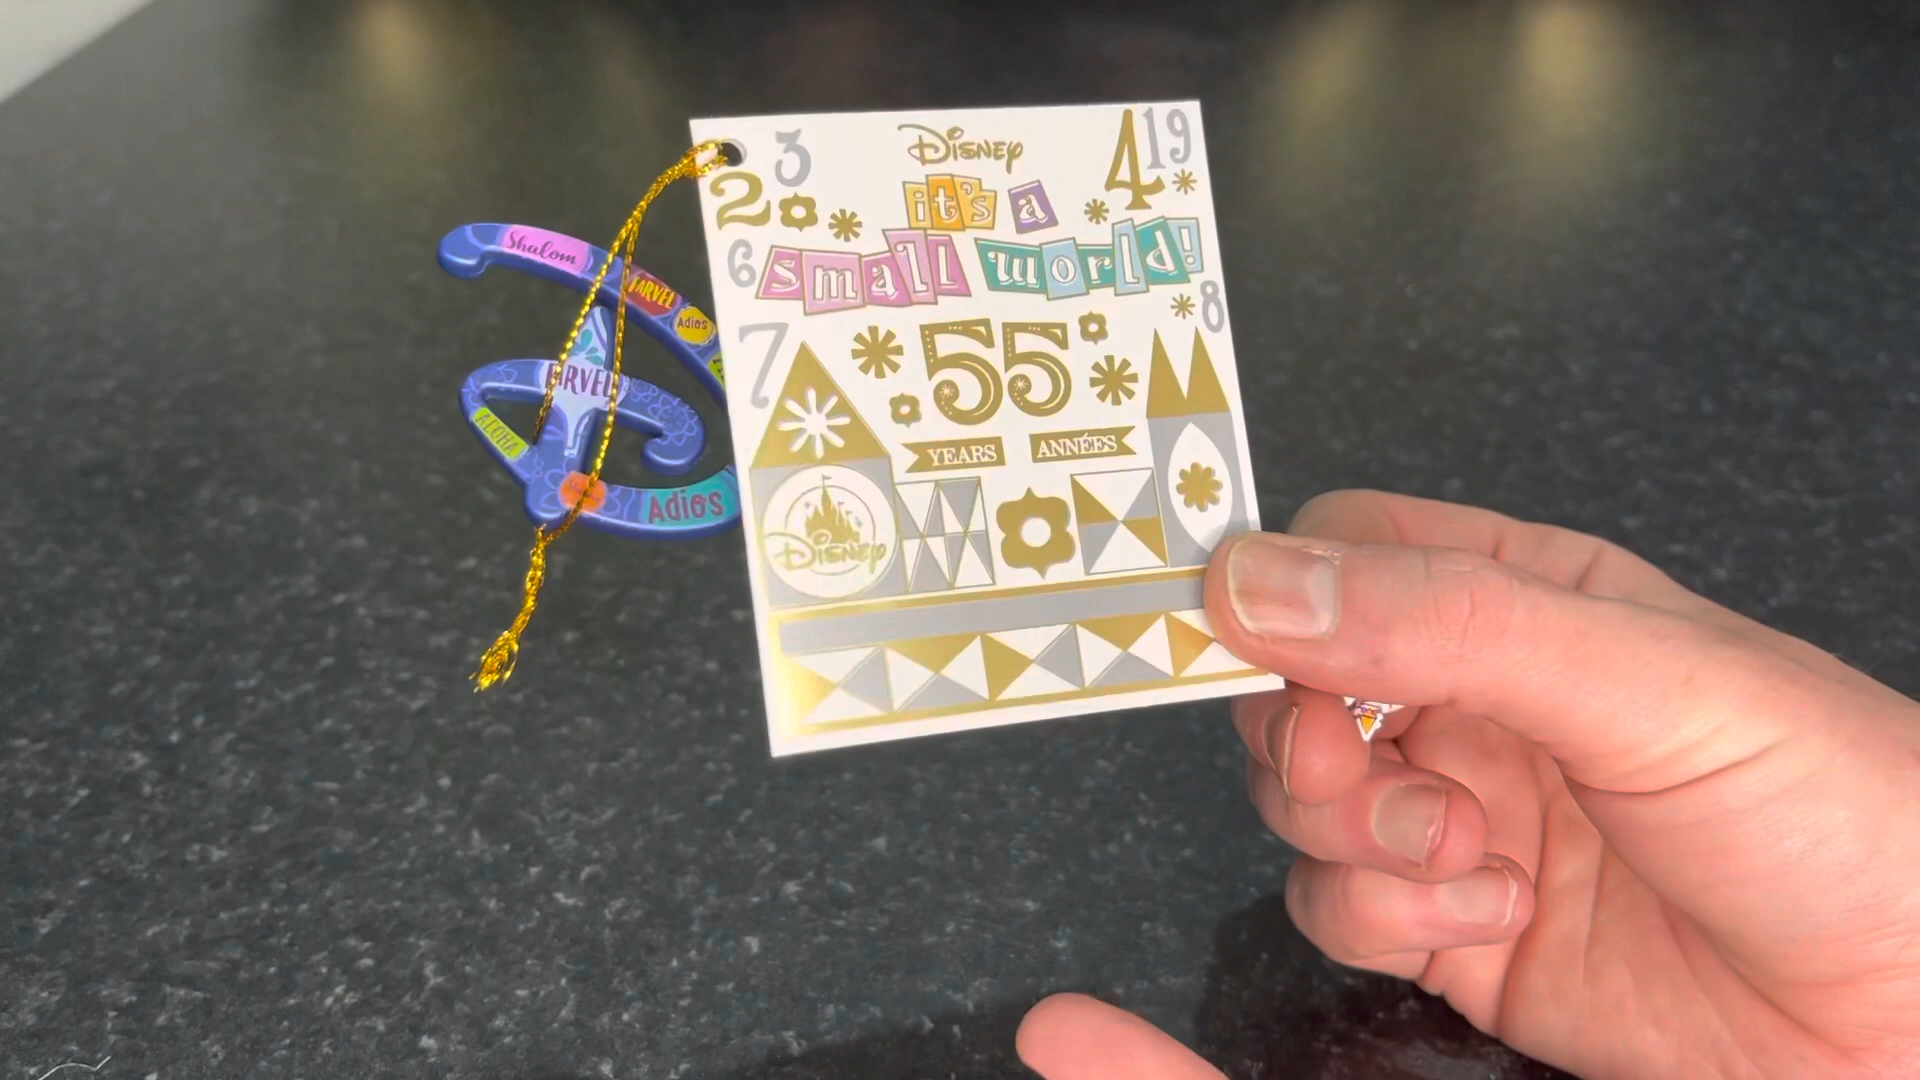 3
Disney
4
19
2
it's a
6
small world!
8
7
55
YEARS ANNÉES
Disney
Shalom
FARVEL
Adios
FARVEL
ALOHA
Adios